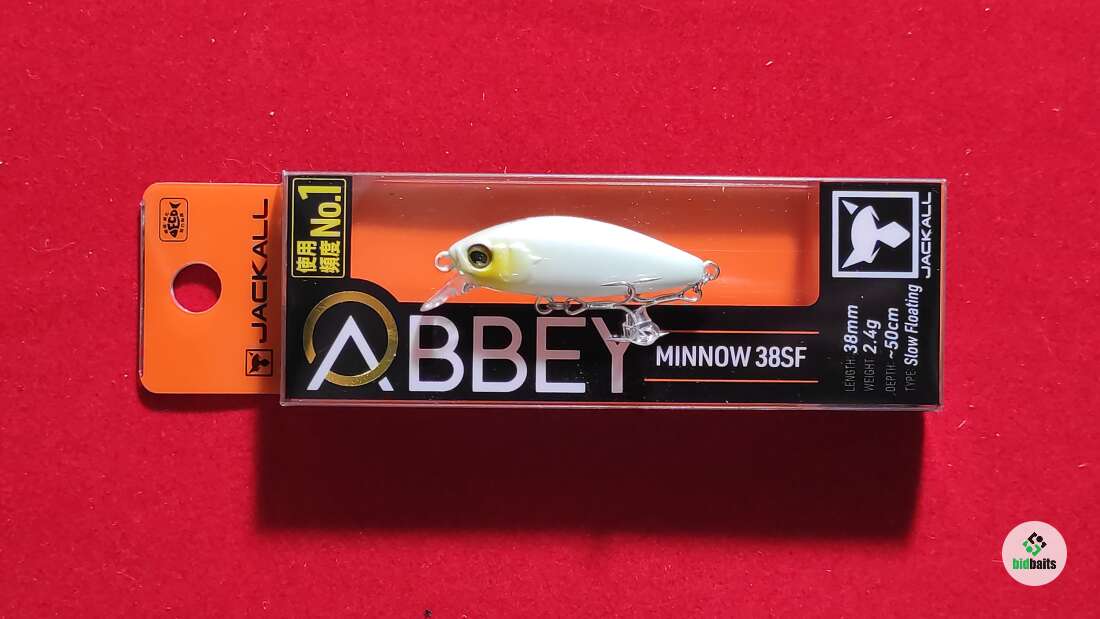 JACKALL
使用
頻度
No.1
ABBEY
MINNOW 38SF
LENGTH: 38mm
WEIGHT: 2.4g
DEPTH: ~50cm
TYPE: Slow Floating
JACKALL
bidbaits